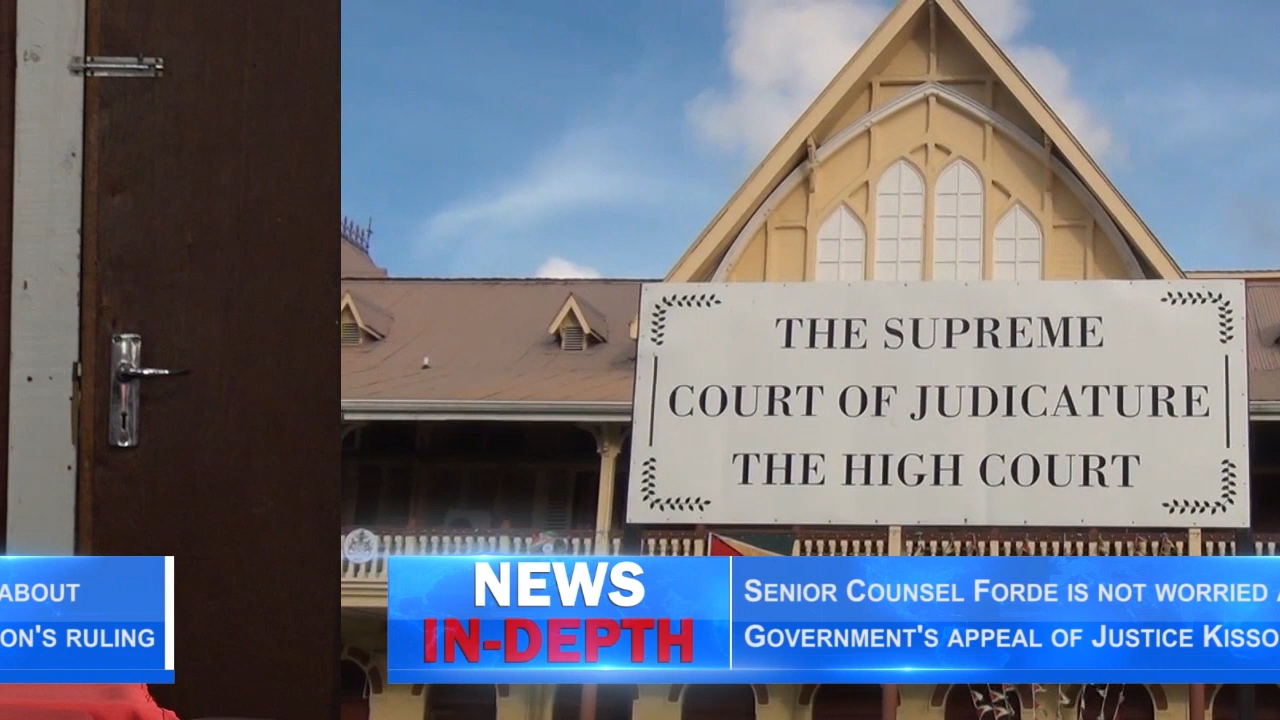 THE SUPREME
COURT OF JUDICATURE
THE HIGH COURT
ABOUT
ON'S RULING
NEWS
IN-DEPTH
SENIOR COUNSEL FORDE IS NOT WORRIED A
GOVERNMENT'S APPEAL OF JUSTICE KISSO